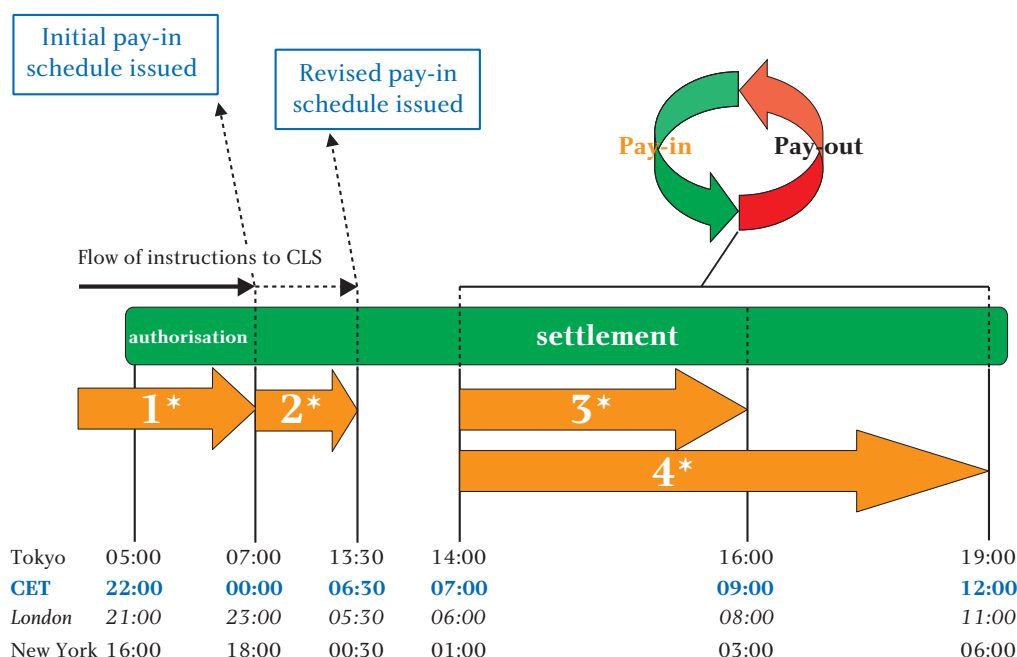 Initial pay-in
schedule issued
Revised pay-in
schedule issued
Pay-in
Pay-out
Flow of instructions to CLS
authorisation
settlement
1*
2*
3*
4*
Tokyo 05:00 07:00 13:30 14:00 16:00 19:00
CET 22:00 00:00 06:30 07:00 09:00 12:00
London 21:00 23:00 05:30 06:00 08:00 11:00
New York 16:00 18:00 00:30 01:00 03:00 06:00